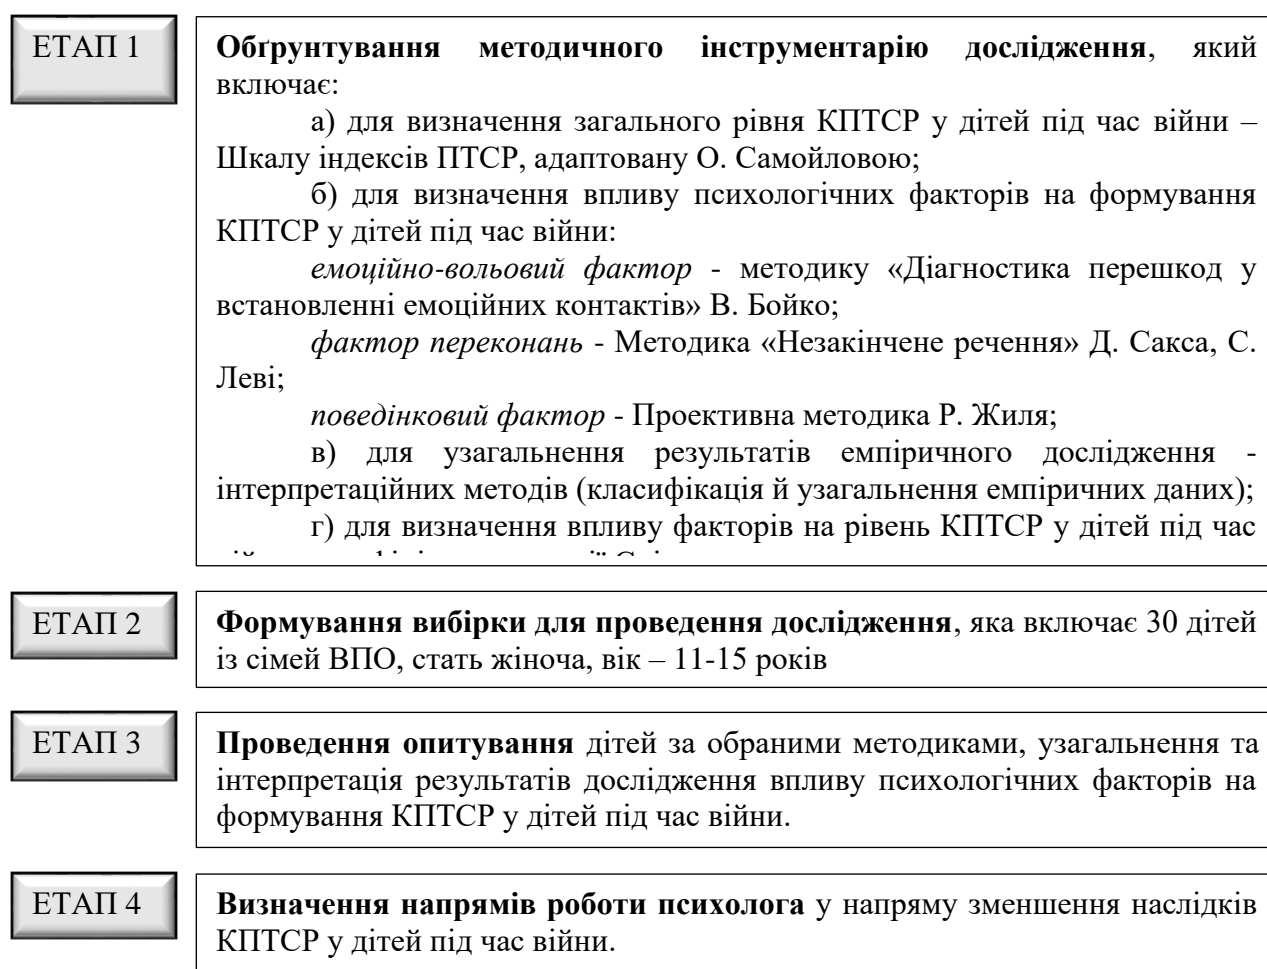 ЕТАП 1
Обґрунтування методичного інструментарію дослідження, який
включає:
а) для визначення загального рівня КПТСР у дітей під час війни –
Шкалу індексів ПТСР, адаптовану О. Самойловою;
б) для визначення впливу психологічних факторів на формування
КПТСР у дітей під час війни:
емоційно-вольовий фактор - методику «Діагностика перешкод у
встановленні емоційних контактів» В. Бойко;
фактор переконань - Методика «Незакінчене речення» Д. Сакса, С.
Леві;
поведінковий фактор - Проективна методика Р. Жиля;
в) для узагальнення результатів емпіричного дослідження -
інтерпретаційних методів (класифікація й узагальнення емпіричних даних);
г) для визначення впливу факторів на рівень КПТСР у дітей під час
ЕТАП 2
Формування вибірки для проведення дослідження, яка включає 30 дітей
із сімей ВПО, стать жіноча, вік – 11-15 років
ЕТАП 3
Проведення опитування дітей за обраними методиками, узагальнення та
інтерпретація результатів дослідження впливу психологічних факторів на
формування КПТСР у дітей під час війни.
ЕТАП 4
Визначення напрямів роботи психолога у напряму зменшення наслідків
КПТСР у дітей під час війни.